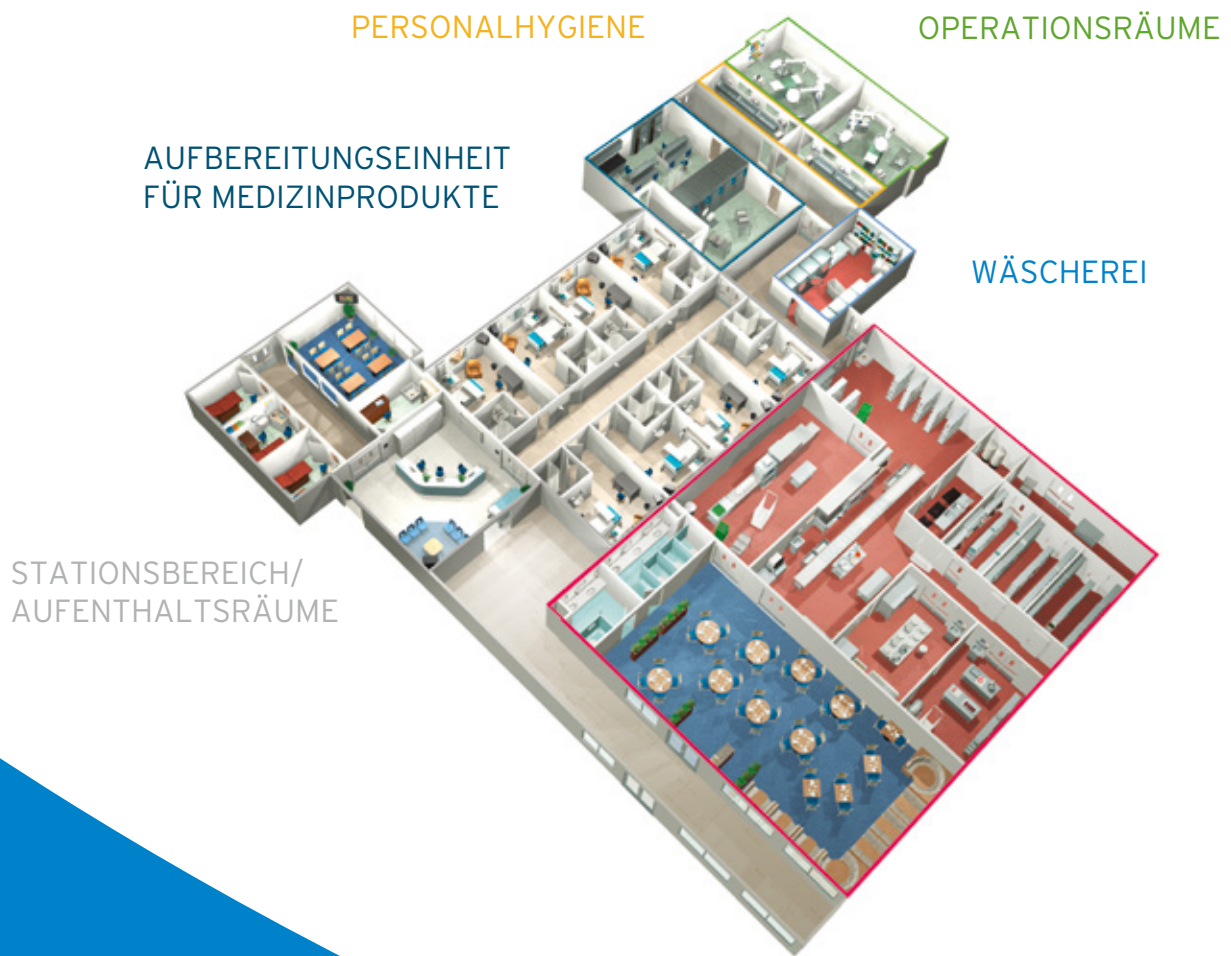 PERSONALHYGIENE
OPERATIONSRÄUME
AUFBEREITUNGSEINHEIT
FÜR MEDIZINPRODUKTE
WÄSCHEREI
STATIONSBEREICH/
AUFENTHALTSRÄUME